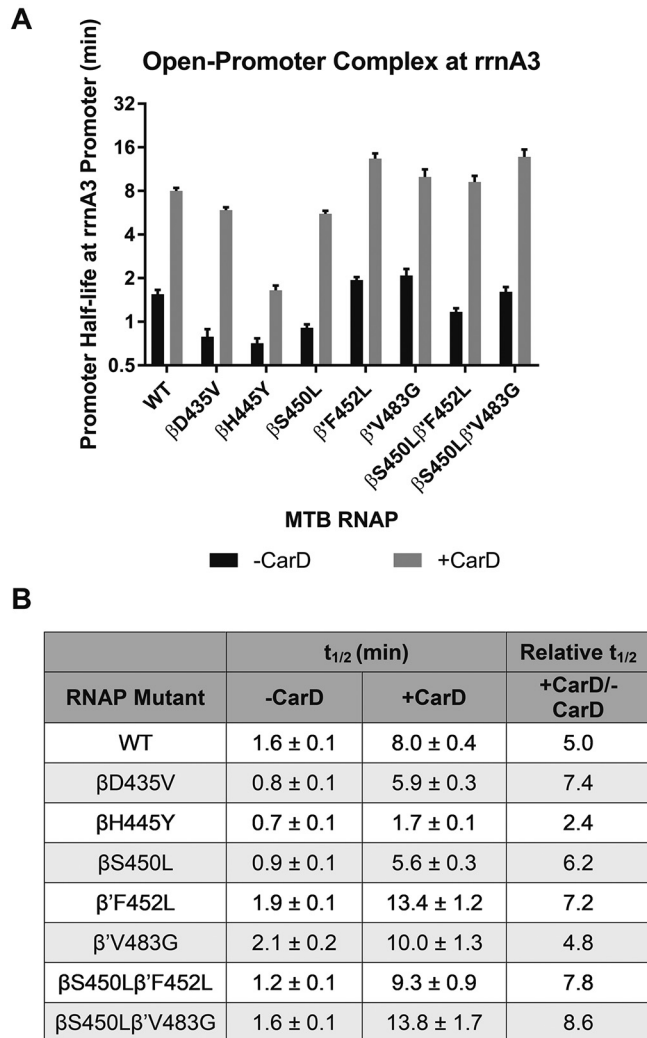 A
Open-Promoter Complex at rrnA3
Promoter Half-life at rrnA3 Promoter (min)
32
16
8
4
2
1
0.5
WT
βD435V
βH445Y
βS450L
β'F452L
β'V483G
βS450Lβ'F452L
βS450Lβ'V483G
MTB RNAP
-CarD
+CarD
B
t1/2 (min) Relative t1/2
RNAP Mutant -CarD +CarD +CarD/-
CarD
WT 1.6 ± 0.1 8.0 ± 0.4 5.0
βD435V 0.8 ± 0.1 5.9 ± 0.3 7.4
βH445Y 0.7 ± 0.1 1.7 ± 0.1 2.4
βS450L 0.9 ± 0.1 5.6 ± 0.3 6.2
β'F452L 1.9 ± 0.1 13.4 ± 1.2 7.2
β'V483G 2.1 ± 0.2 10.0 ± 1.3 4.8
βS450Lβ'F452L 1.2 ± 0.1 9.3 ± 0.9 7.8
βS450Lβ'V483G 1.6 ± 0.1 13.8 ± 1.7 8.6